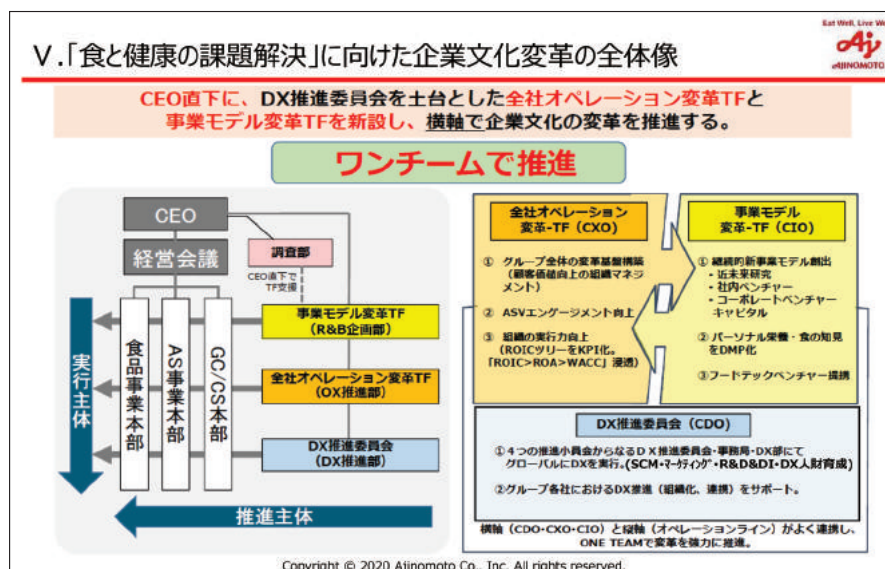 Eat Well, Live We
AJINOMOTO
Ⅴ.「食と健康の課題解決」に向けた企業文化変革の全体像
CEO直下に、DX推進委員会を土台とした全社オペレーション変革TFと
事業モデル変革TFを新設し、横軸で企業文化の変革を推進する。
ワンチームで推進
CEO
経営会議
調査部
CEO直下で
TF支援
事業モデル変革TF
(R&B企画部)
全社オペレーション変革TF
(OX推進部)
DX推進委員会
(DX推進部)
食品事業本部
AS事業本部
GC/CS本部
実行主体
推進主体
全社オペレーション
変革-TF(CXO)
① グループ全体の変革基盤構築
(顧客価値向上の組織マネジ
メント)
② ASVエンゲージメント向上
③ 組織の実行力向上
(ROICツリーをKPI化。
「ROIC>ROA>WACC」浸透)
事業モデル
変革-TF(CIO)
① 継続的新事業モデル創出
・近未来研究
・社内ベンチャー
・コーポレートベンチャー
キャピタル
② パーソナル栄養・食の知見
をDMP化
③フードテックベンチャー提携
DX推進委員会(CDO)
①4つの推進小員会からなるDX推進委員会・事務局・DX部にて
グローバルにDXを実行。(SCM・マーケティング・R&D&DI・DX人財育成)
②グループ各社におけるDX推進(組織化、連携)をサポート。
横軸(CDO・CXO・CIO)と縦軸(オペレーションライン)がよく連携し、
ONE TEAMで変革を強力に推進。
Copyright © 2020 Ajinomoto Co., Inc. All rights reserved.